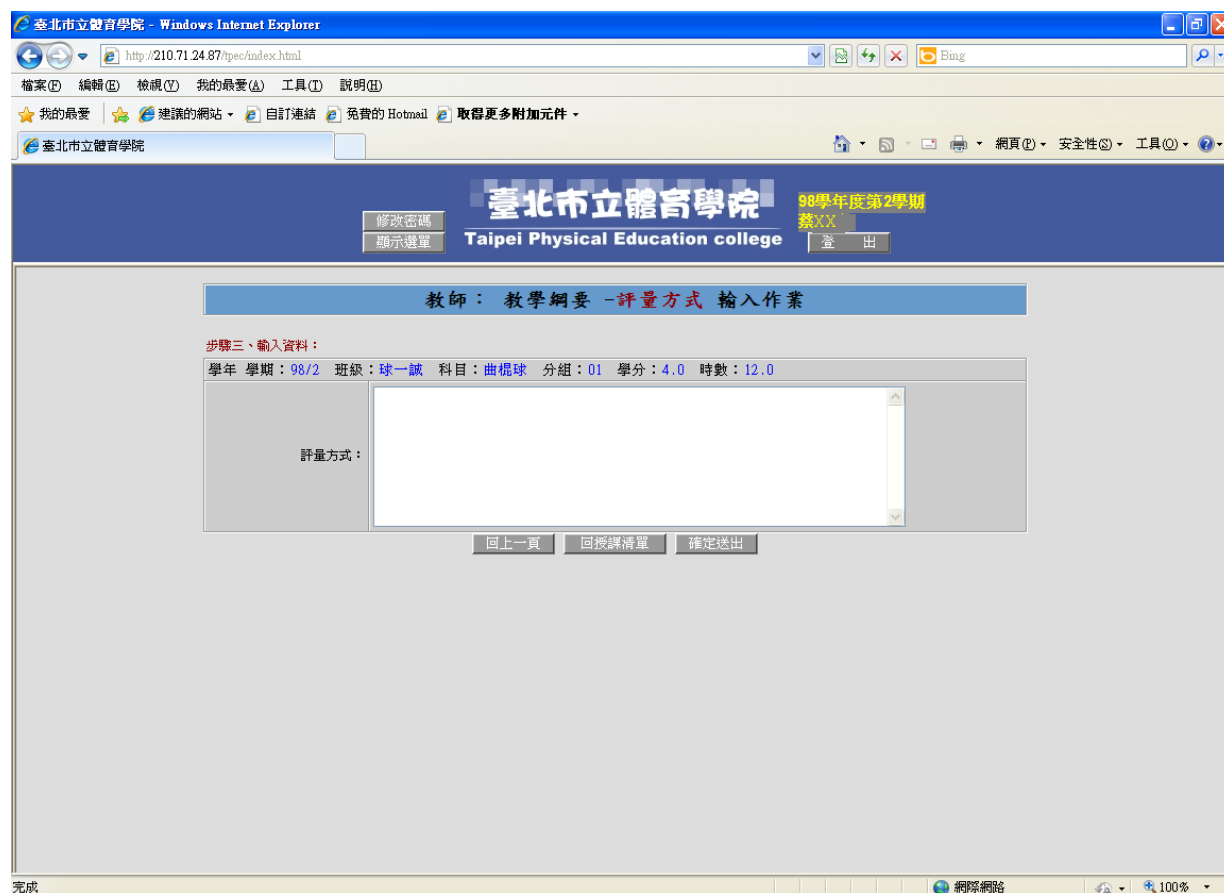 臺北市立體育學院 - Windows Internet Explorer
http://210.71.24.87/tpec/index.html
Bing
檔案(F) 編輯(E) 檢視(V) 我的最愛(A) 工具(T) 說明(H)
我的最愛 建議的網站 自訂連結 免費的 Hotmail 取得更多附加元件
臺北市立體育學院 網頁(P) 安全性(S) 工具(O)
修改密碼
顯示選單
臺北市立體育學院
Taipei Physical Education college
98學年度第2學期
蔡XX
登 出
教師： 教學綱要 -評量方式 輸入作業
步驟三、輸入資料：
學年 學期：98/2 班級：球一誠 科目：曲棍球 分組：01 學分：4.0 時數：12.0
評量方式：
回上一頁 回授課清單 確定送出
完成 網際網路 100%